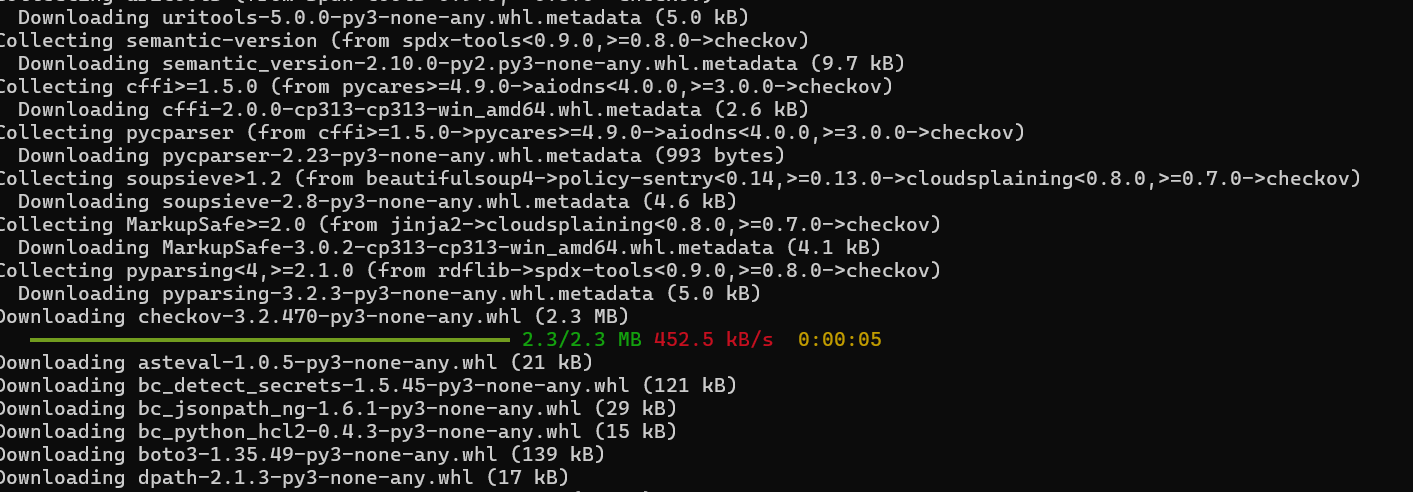 Downloading uritools-5.0.0-py3-none-any.whl.metadata (5.0 kB)
Collecting semantic-version (from spdx-tools<0.9.0,>=0.8.0->checkov)
Downloading semantic_version-2.10.0-py2.py3-none-any.whl.metadata (9.7 kB)
Collecting cffi>=1.5.0 (from pycares>=4.9.0->aiodns<4.0.0,>=3.0.0->checkov)
Downloading cffi-2.0.0-cp313-cp313-win_amd64.whl.metadata (2.6 kB)
Collecting pycparser (from cffi>=1.5.0->pycares>=4.9.0->aiodns<4.0.0,>=3.0.0->checkov)
Downloading pycparser-2.23-py3-none-any.whl.metadata (993 bytes)
Collecting soupsieve>1.2 (from beautifulsoup4->policy-sentry<0.14,>=0.13.0->cloudsplaining<0.8.0,>=0.7.0->checkov)
Downloading soupsieve-2.8-py3-none-any.whl.metadata (4.6 kB)
Collecting MarkupSafe>=2.0 (from jinja2->cloudsplaining<0.8.0,>=0.7.0->checkov)
Downloading MarkupSafe-3.0.2-cp313-cp313-win_amd64.whl.metadata (4.1 kB)
Collecting pyparsing<4,>=2.1.0 (from rdflib->spdx-tools<0.9.0,>=0.8.0->checkov)
Downloading pyparsing-3.2.3-py3-none-any.whl.metadata (5.0 kB)
Downloading checkov-3.2.470-py3-none-any.whl (2.3 MB)
2.3/2.3 MB 452.5 kB/s 0:00:05
Downloading asteval-1.0.5-py3-none-any.whl (21 kB)
Downloading bc_detect_secrets-1.5.45-py3-none-any.whl (121 kB)
Downloading bc_jsonpath_ng-1.6.1-py3-none-any.whl (29 kB)
Downloading bc_python_hcl2-0.4.3-py3-none-any.whl (15 kB)
Downloading boto3-1.35.49-py3-none-any.whl (139 kB)
Downloading dpath-2.1.3-py3-none-any.whl (17 kB)